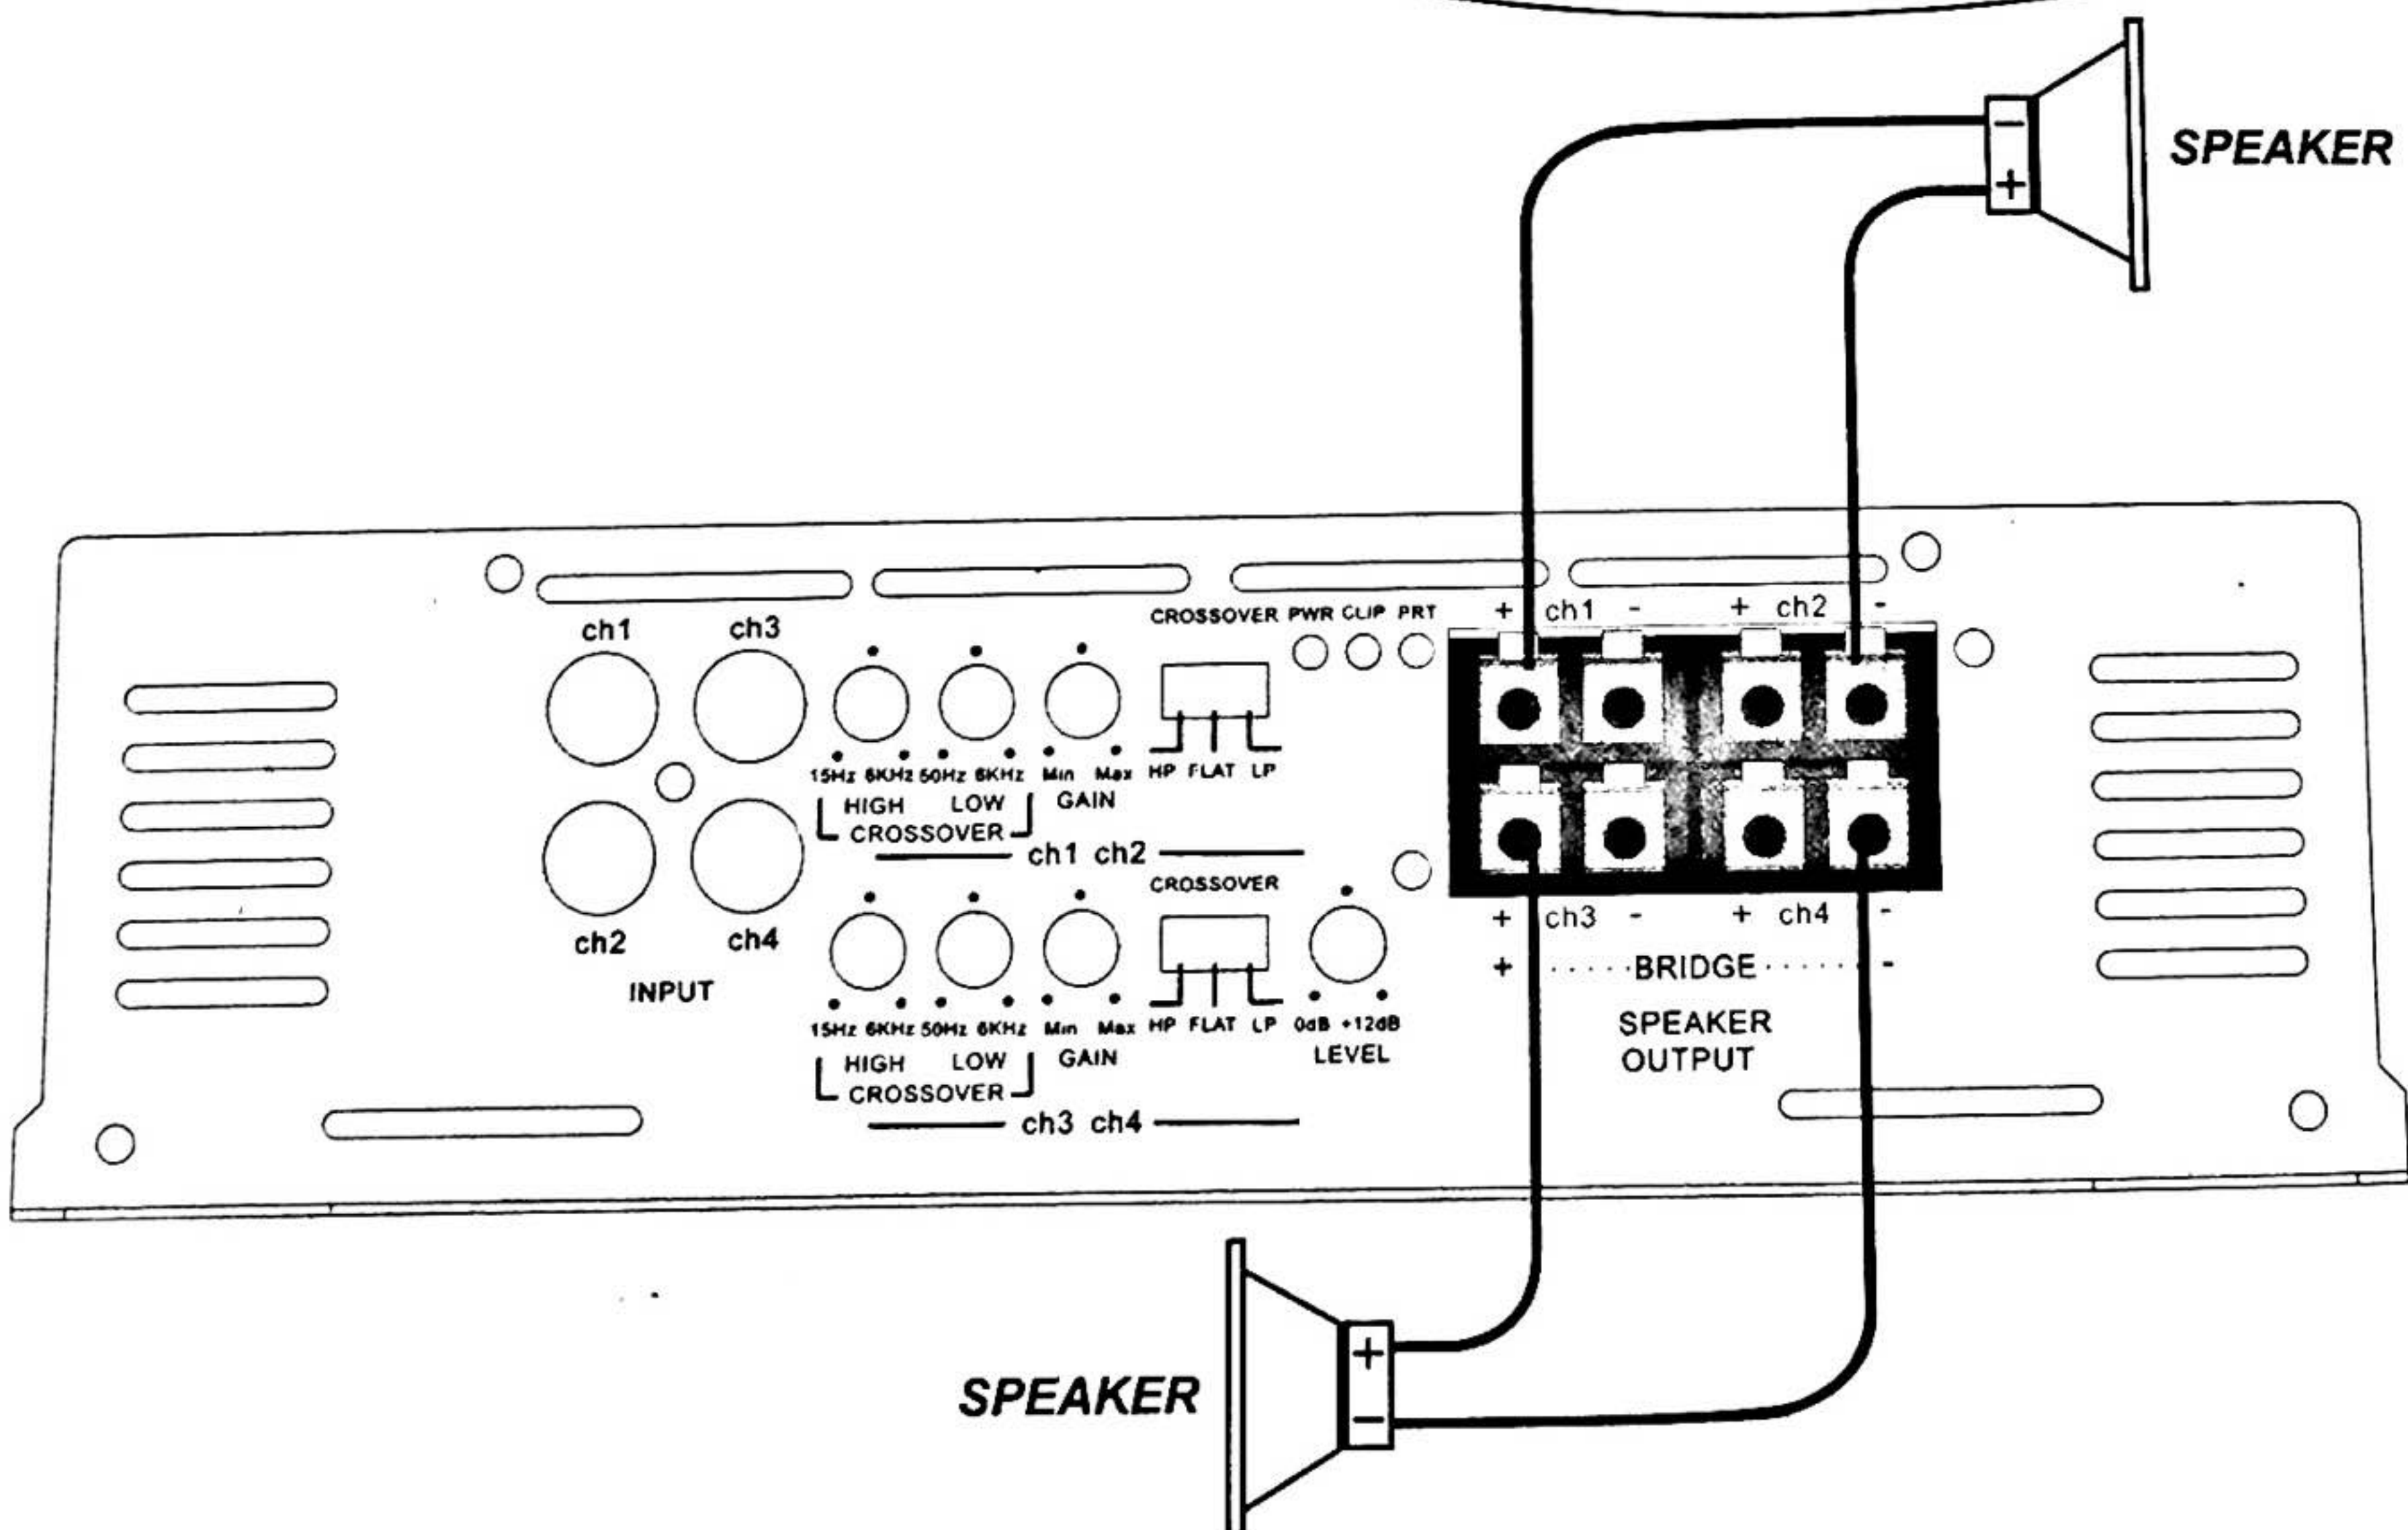 SPEAKER
CROSSOVER PWR CLIP PRT
+ ch1 - + ch2 -
ch1 ch3
15Hz 6KHz 50Hz 6KHz Min Max HP FLAT LP
HIGH LOW GAIN
CROSSOVER
ch1 ch2
CROSSOVER
ch2 ch4
INPUT
+ ch3 - + ch4 -
+ ·····BRIDGE····· -
SPEAKER
OUTPUT
15Hz 6KHz 50Hz 6KHz Min Max HP FLAT LP 0dB +12dB
HIGH LOW GAIN LEVEL
CROSSOVER
ch3 ch4
SPEAKER